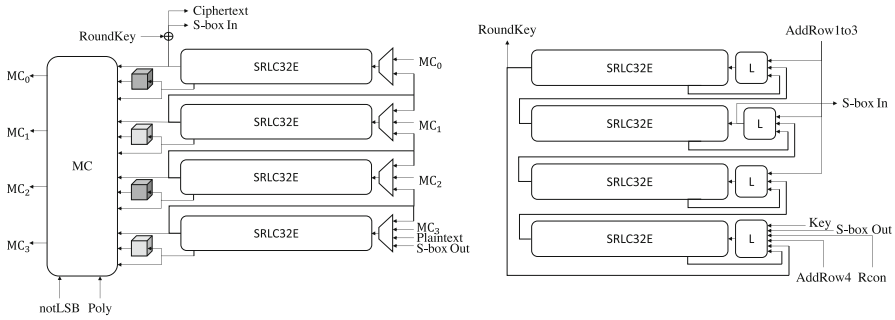 Ciphertext
S-box In
RoundKey
SRLC32E
MC0
MC0
SRLC32E
MC1
MC1
MC
SRLC32E
MC2
MC2
SRLC32E
MC3
Plaintext
S-box Out
MC3
notLSB Poly
RoundKey
AddRow1to3
SRLC32E
L
S-box In
SRLC32E
L
SRLC32E
L
Key
S-box Out
SRLC32E
L
AddRow4 Rcon